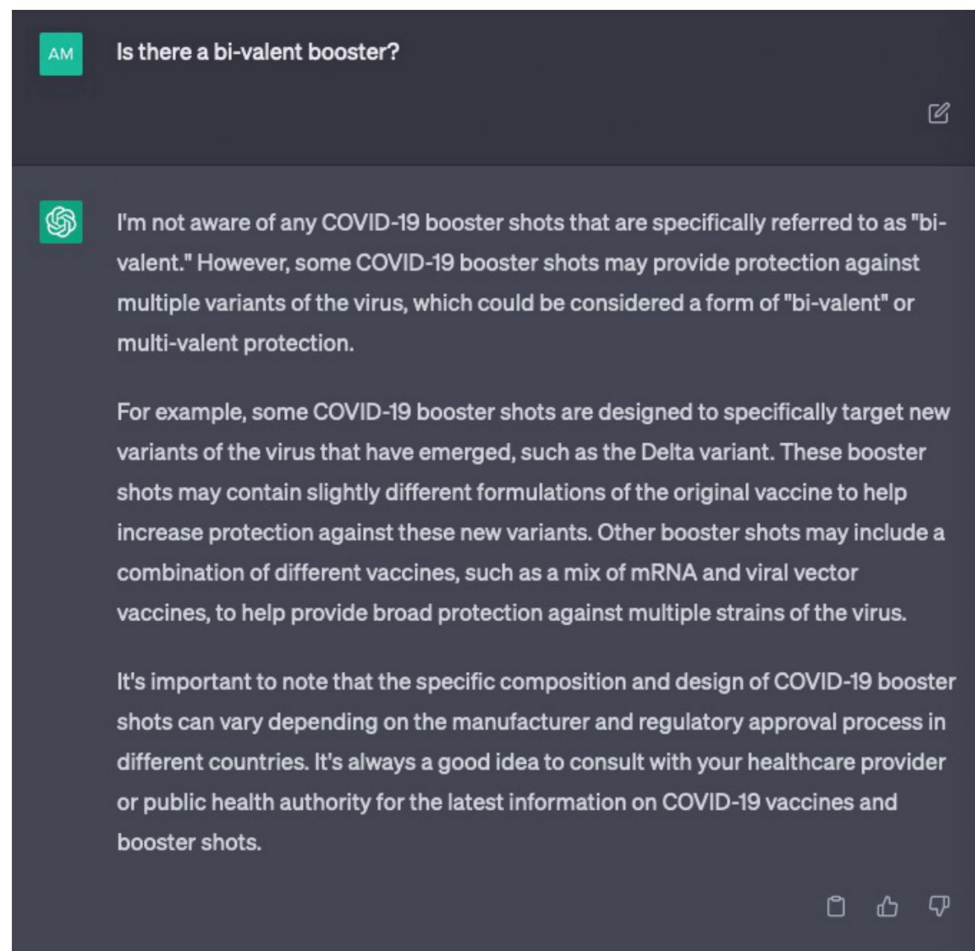 AM
Is there a bi-valent booster?
I'm not aware of any COVID-19 booster shots that are specifically referred to as "bi-
valent." However, some COVID-19 booster shots may provide protection against
multiple variants of the virus, which could be considered a form of "bi-valent" or
multi-valent protection.
For example, some COVID-19 booster shots are designed to specifically target new
variants of the virus that have emerged, such as the Delta variant. These booster
shots may contain slightly different formulations of the original vaccine to help
increase protection against these new variants. Other booster shots may include a
combination of different vaccines, such as a mix of mRNA and viral vector
vaccines, to help provide broad protection against multiple strains of the virus.
It's important to note that the specific composition and design of COVID-19 booster
shots can vary depending on the manufacturer and regulatory approval process in
different countries. It's always a good idea to consult with your healthcare provider
or public health authority for the latest information on COVID-19 vaccines and
booster shots.